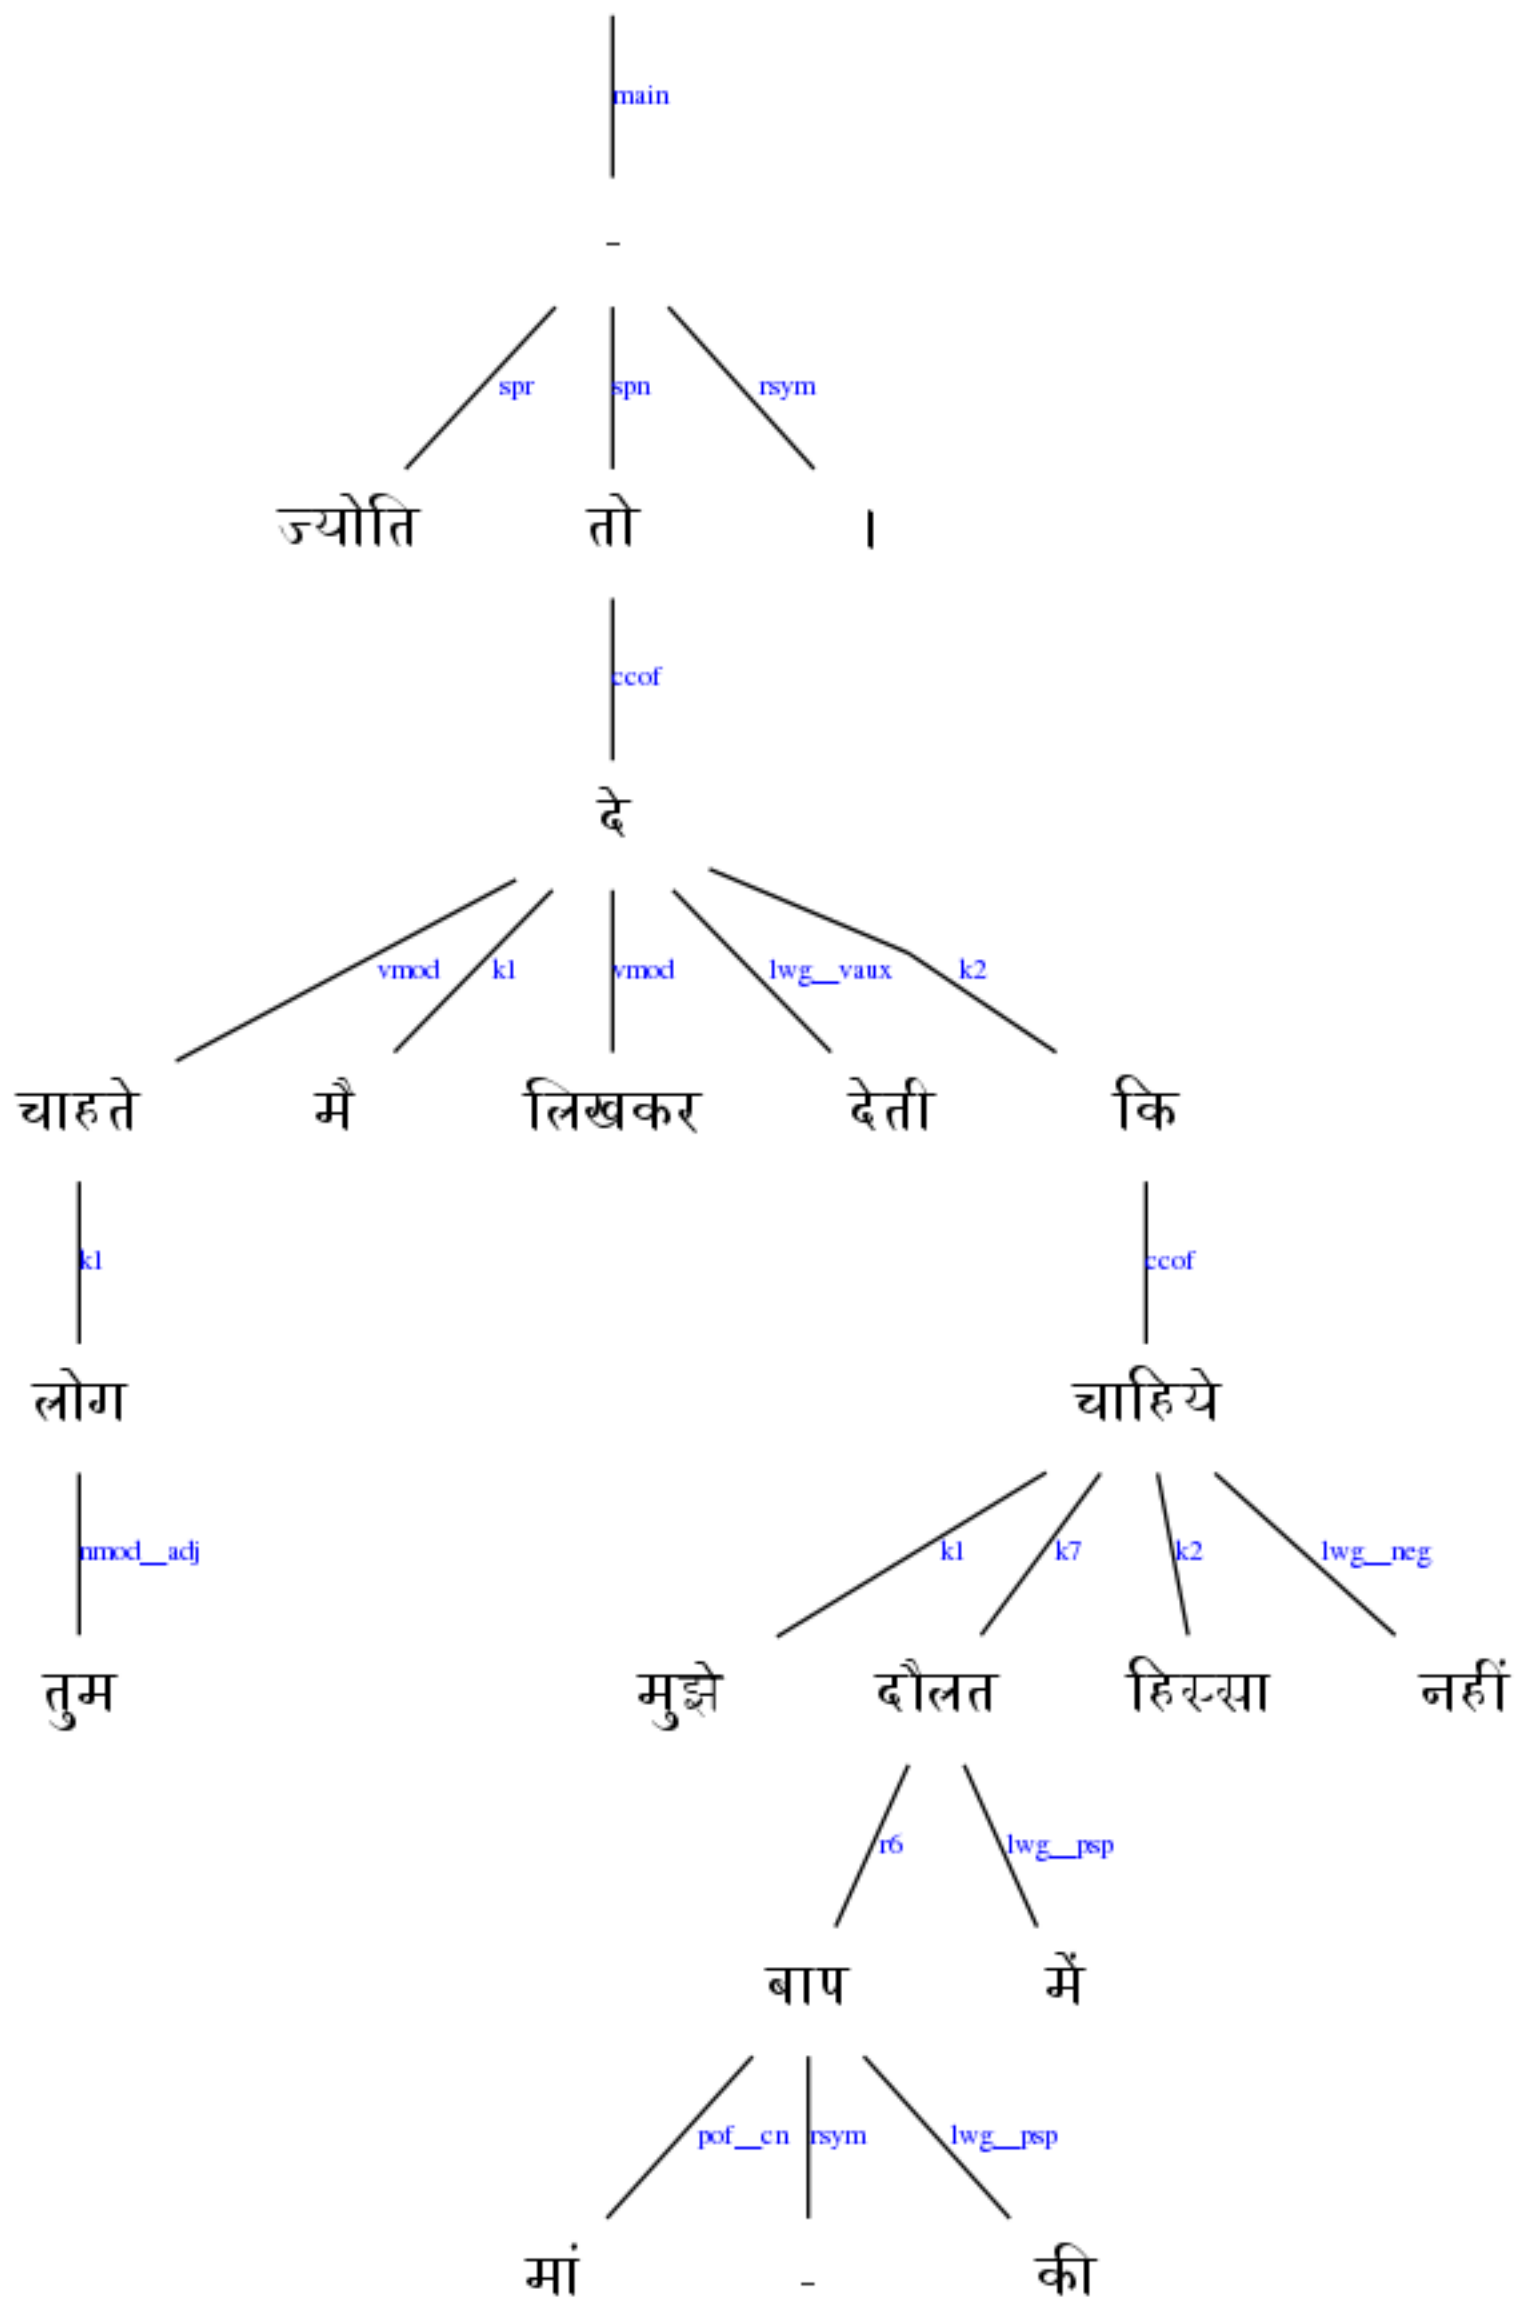 main
-
spr spn rsym
ज्योति तो ।
ccof
दे
vmod k1 vmod lwg__vaux k2
चाहते मै लिखकर देती कि
k1 ccof
लोग चाहिये
nmod__adj k1 k7 k2 lwg__neg
तुम मुझे दौलत हिस्सा नहीं
r6 lwg__psp
बाप में
pof__cn rsym lwg__psp
मां - की